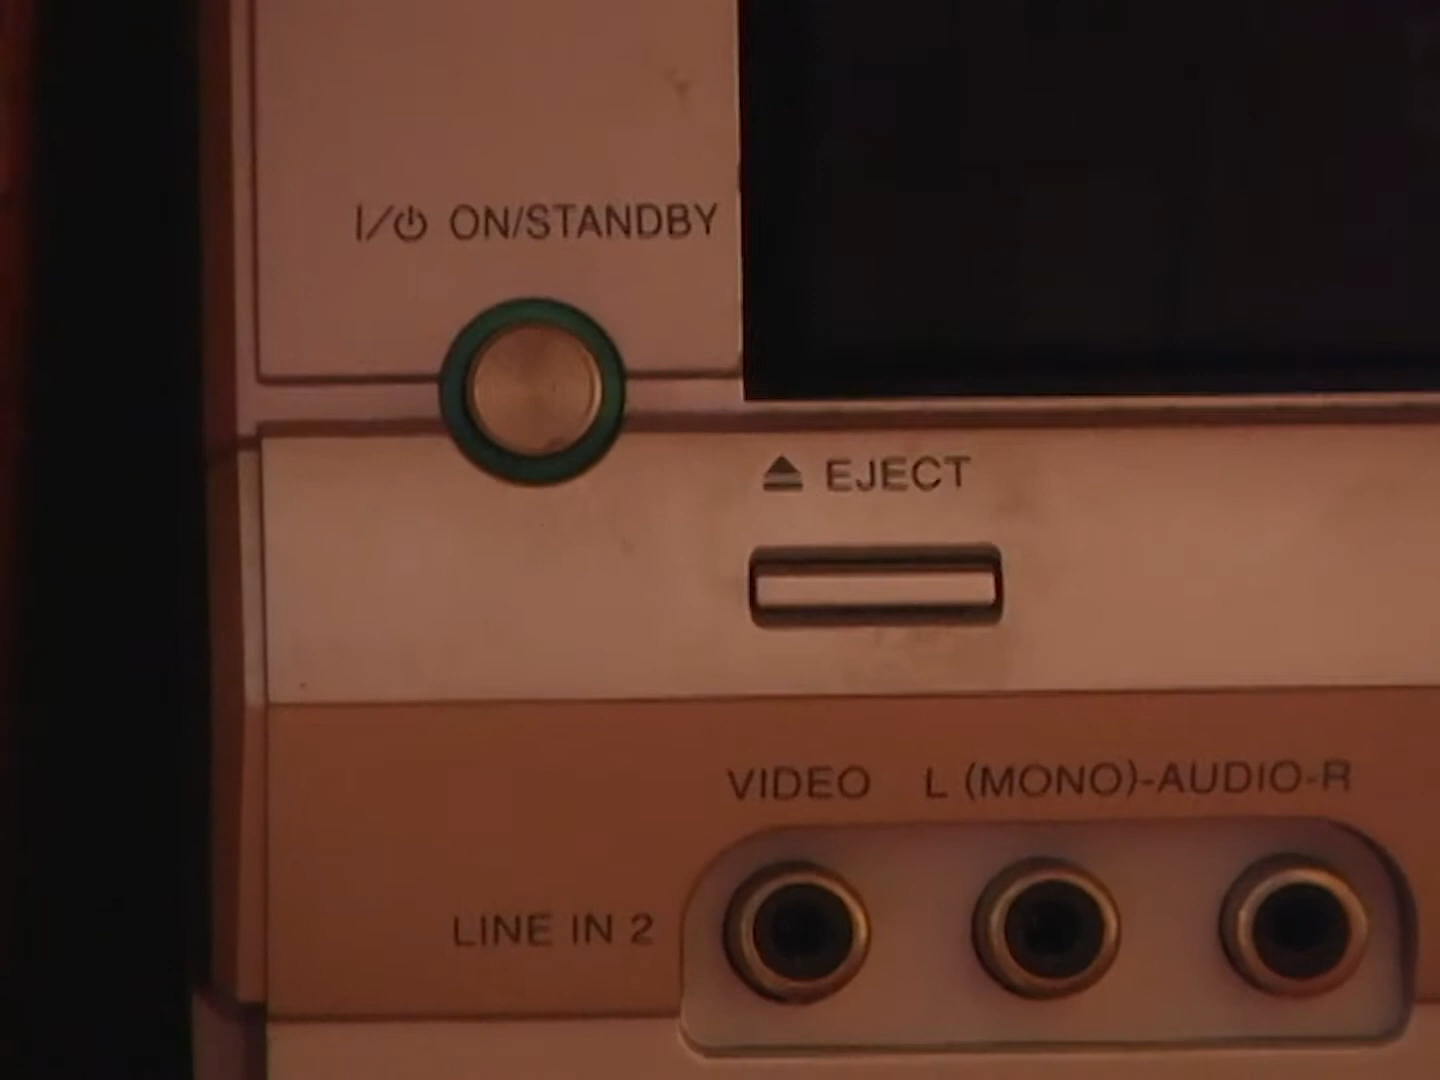 I/⏻ ON/STANDBY
⏏ EJECT
VIDEO L (MONO)-AUDIO-R
LINE IN 2